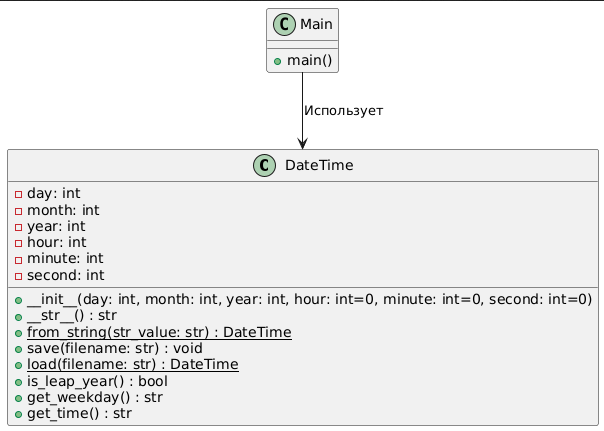 C Main
main()
Использует
C DateTime
day: int
month: int
year: int
hour: int
minute: int
second: int
__init__(day: int, month: int, year: int, hour: int=0, minute: int=0, second: int=0)
__str__() : str
from_string(str_value: str) : DateTime
save(filename: str) : void
load(filename: str) : DateTime
is_leap_year() : bool
get_weekday() : str
get_time() : str